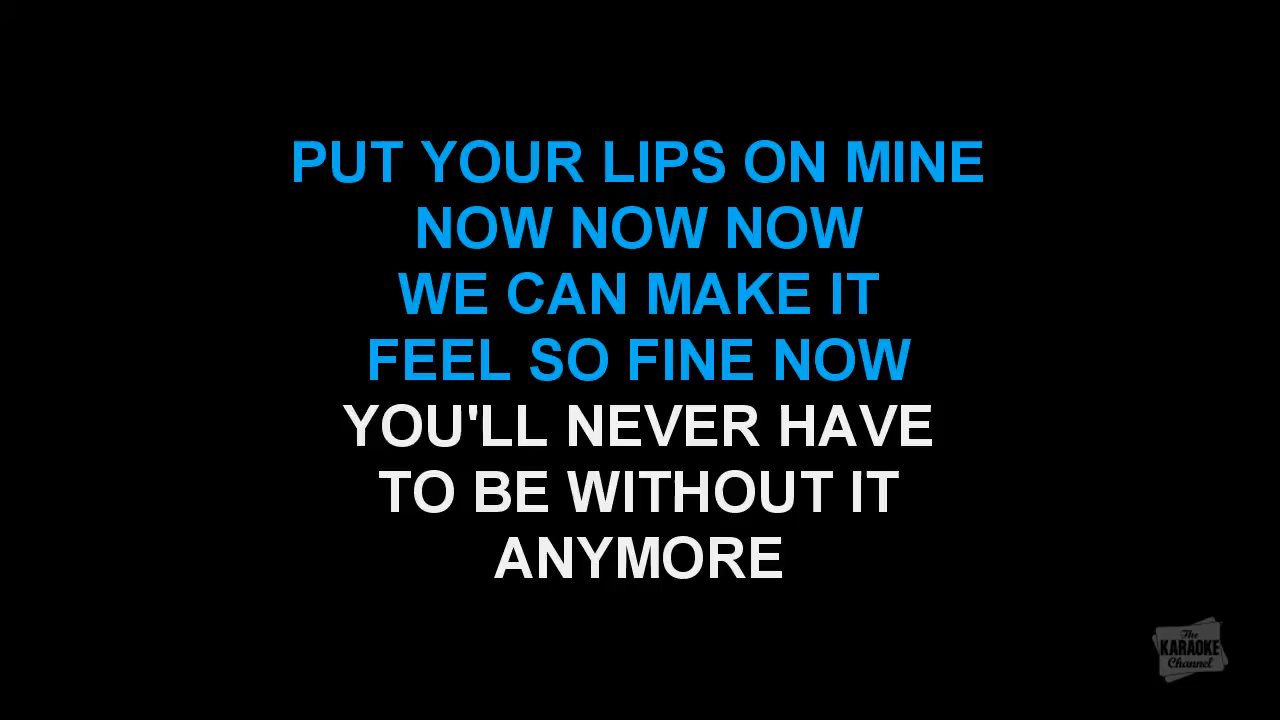 PUT YOUR LIPS ON MINE
NOW NOW NOW
WE CAN MAKE IT
FEEL SO FINE NOW
YOU'LL NEVER HAVE
TO BE WITHOUT IT
ANYMORE
The
KARAOKE
Channel